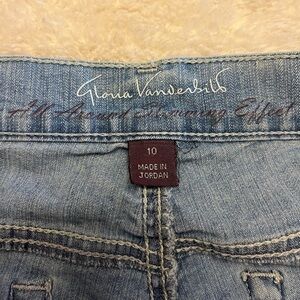 Gloria Vanderbilt
All Around Slimming Effect
10
MADE IN
JORDAN